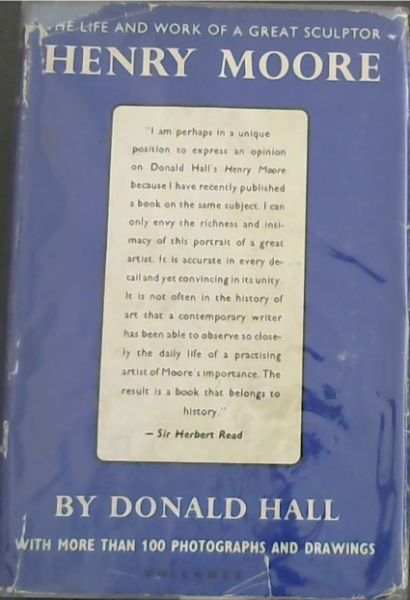 THE LIFE AND WORK OF A GREAT SCULPTOR
HENRY MOORE
"I am perhaps in a unique
position to express an opinion
on Donald Hall's Henry Moore
because I have recently published
a book on the same subject. I can
only envy the richness and inti-
macy of this portrait of a great
artist. It is accurate in every de-
tail and yet convincing in its unity.
It is not often in the history of
art that a contemporary writer
has been able to observe so close-
ly the daily life of a practising
artist of Moore's importance. The
result is a book that belongs to
history."
— Sir Herbert Read
BY DONALD HALL
WITH MORE THAN 100 PHOTOGRAPHS AND DRAWINGS
GOLLANCZ